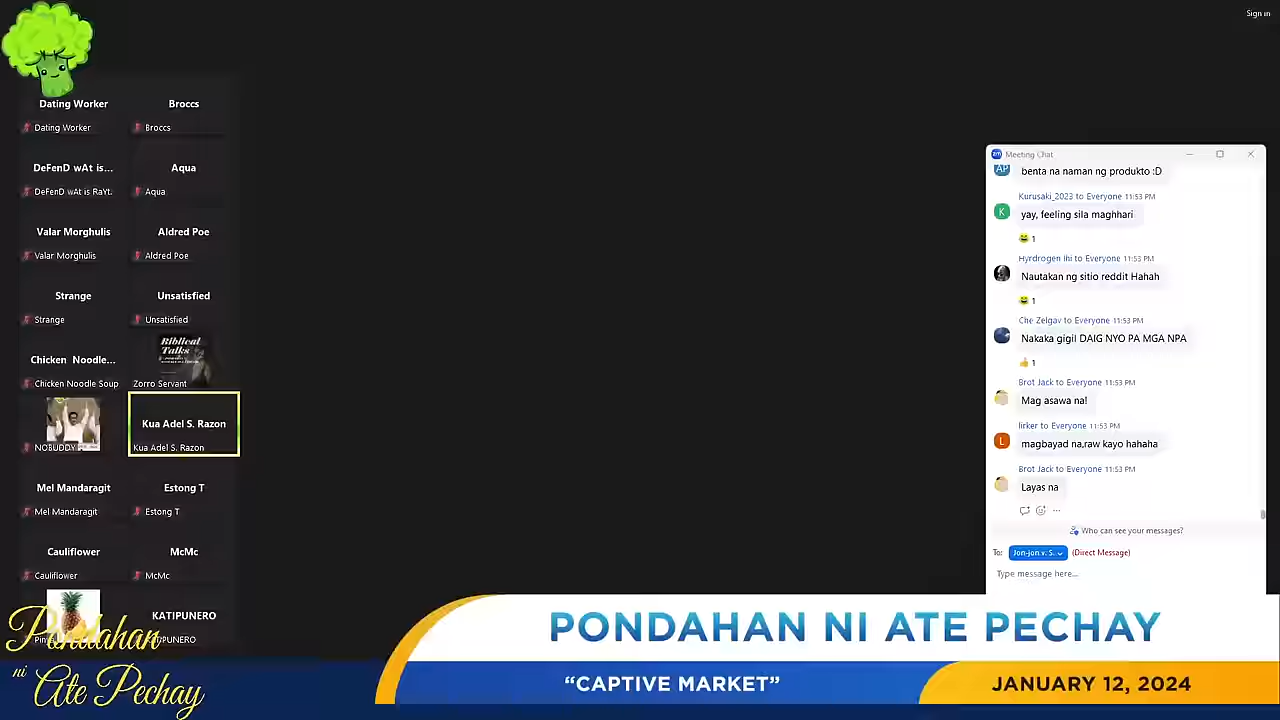 Sign in
Dating Worker
Broccs
Dating Worker
Broccs
DeFenD wAt is...
Aqua
DeFenD wAt is RaYt.
Aqua
Valar Morghulis
Aldred Poe
Valar Morghulis
Aldred Poe
Strange
Unsatisfied
Strange
Unsatisfied
Chicken Noodle...
Biblical
Talks
Chicken Noodle Soup
Zorro Servant
Kua Adel S. Razon
NOBUDDY
Kua Adel S. Razon
Mel Mandaragit
Estong T
Mel Mandaragit
Estong T
Cauliflower
McMc
Cauliflower
McMc
KATIPUNERO
Pondahan
ni
Ate Pechay
Meeting Chat
AP
benta na naman ng produkto :D
Kurusaki_2023 to Everyone 11:53 PM
K
yay, feeling sila maghhari
1
Hyrdrogen Ihi to Everyone 11:53 PM
Nautakan ng sitio reddit Hahah
1
Che Zelgav to Everyone 11:53 PM
Nakaka gigil DAIG NYO PA MGA NPA
1
Brot Jack to Everyone 11:53 PM
Mag asawa na!
lirker to Everyone 11:53 PM
L
magbayad na,raw kayo hahaha
Brot Jack to Everyone 11:53 PM
Layas na
Who can see your messages?
To: Jon-jon v. S... (Direct Message)
Type message here...
PONDAHAN NI ATE PECHAY
“CAPTIVE MARKET”
JANUARY 12, 2024